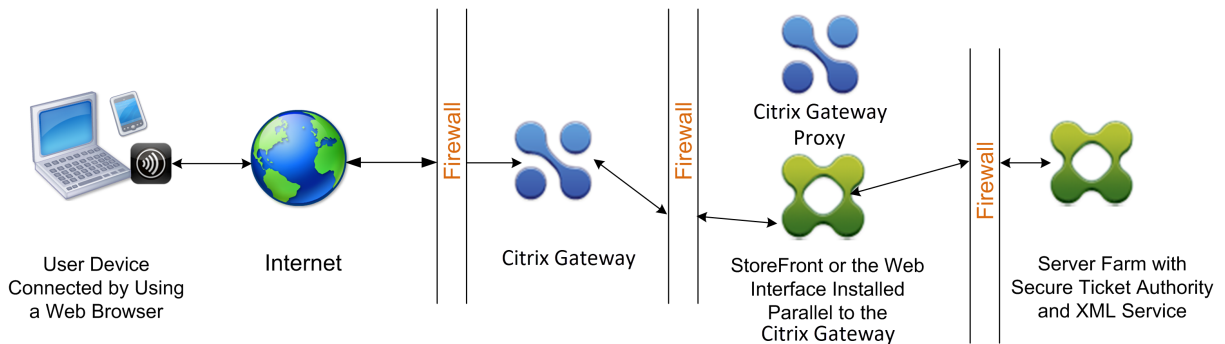 User Device
Connected by Using
a Web Browser
Internet
Firewall
Citrix Gateway
Firewall
Citrix Gateway
Proxy
StoreFront or the Web
Interface Installed
Parallel to the
Citrix Gateway
Firewall
Server Farm with
Secure Ticket Authority
and XML Service